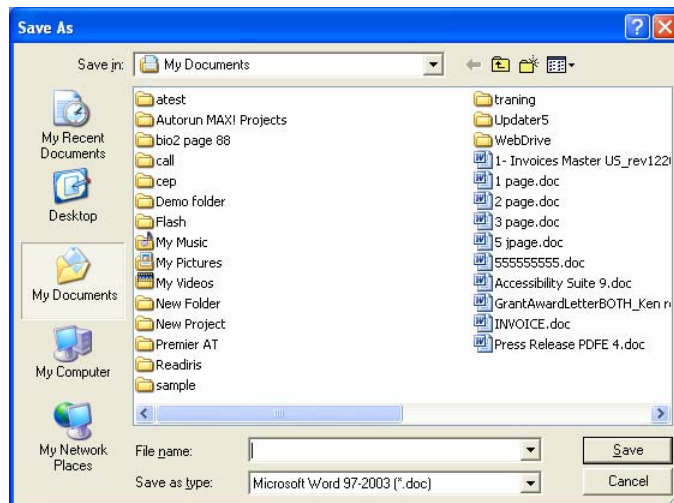 Save As
Save in:
My Documents
My Recent
Documents
Desktop
My Documents
My Computer
My Network
Places
atest
Autorun MAX! Projects
bio2 page 88
call
cep
Demo folder
Flash
My Music
My Pictures
My Videos
New Folder
New Project
Premier AT
Readiris
sample
traning
Updater5
WebDrive
1- Invoices Master US_rev122
1 page.doc
2 page.doc
3 page.doc
5 jpage.doc
555555555.doc
Accessibility Suite 9.doc
GrantAwardLetterBOTH_Ken
INVOICE.doc
Press Release PDFE 4.doc
File name:
Save
Save as type:
Microsoft Word 97-2003 (*.doc)
Cancel